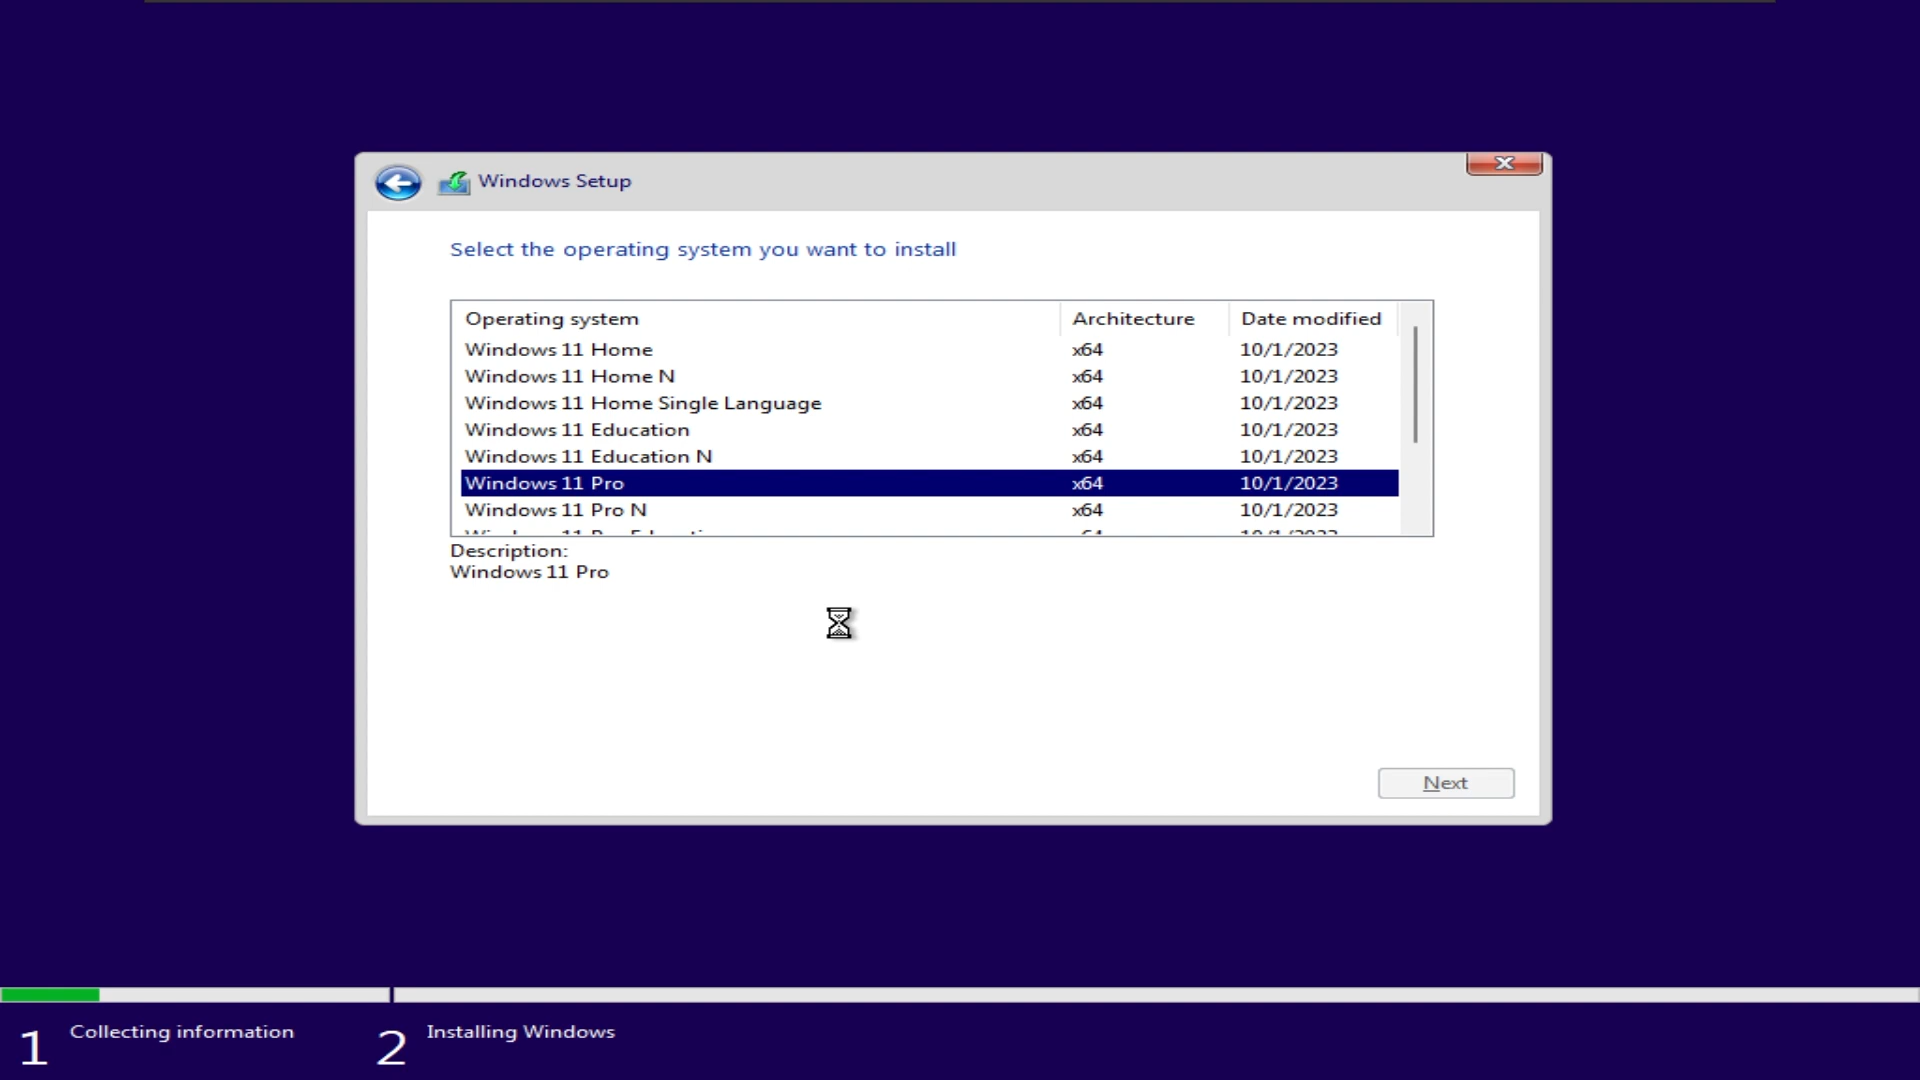 Windows Setup
Select the operating system you want to install
Operating system Architecture Date modified
Windows 11 Home x64 10/1/2023
Windows 11 Home N x64 10/1/2023
Windows 11 Home Single Language x64 10/1/2023
Windows 11 Education x64 10/1/2023
Windows 11 Education N x64 10/1/2023
Windows 11 Pro x64 10/1/2023
Windows 11 Pro N x64 10/1/2023
Description:
Windows 11 Pro
Next
1 Collecting information 2 Installing Windows